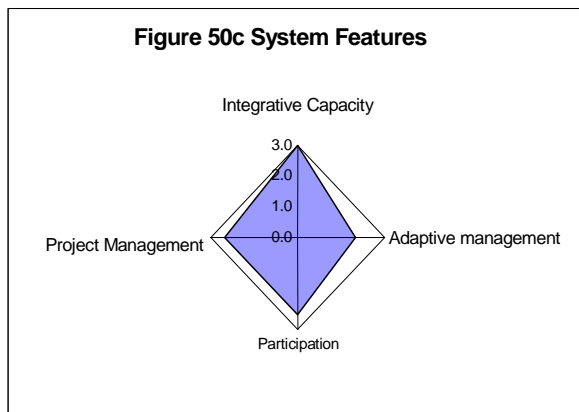 Figure 50c System Features
Integrative Capacity
3.0
2.0
1.0
0.0
Project Management
Adaptive management
Participation